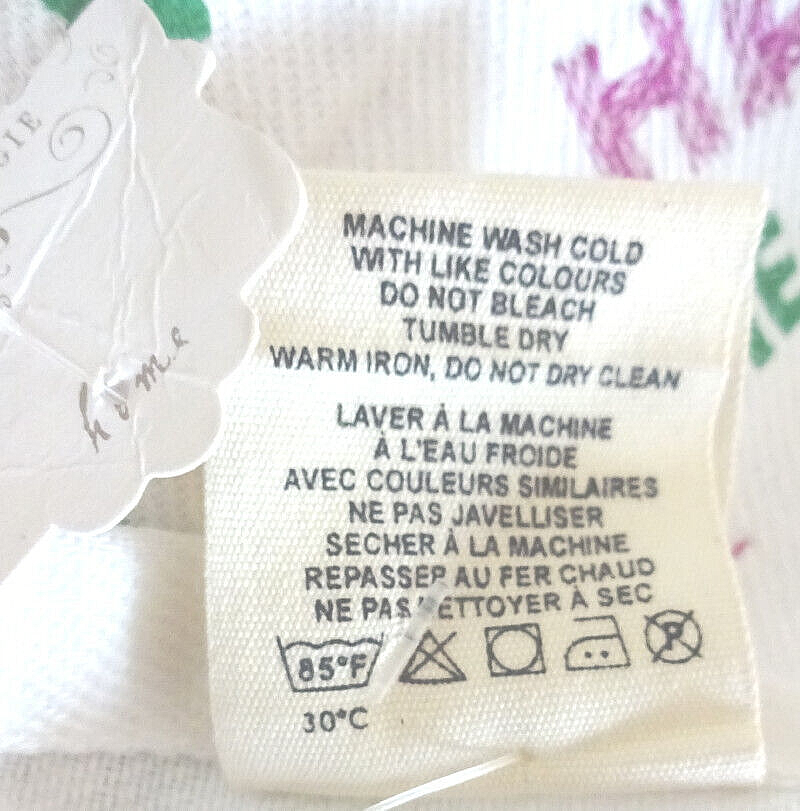 MACHINE WASH COLD
WITH LIKE COLOURS
DO NOT BLEACH
TUMBLE DRY
WARM IRON, DO NOT DRY CLEAN
LAVER À LA MACHINE
À L'EAU FROIDE
AVEC COULEURS SIMILAIRES
NE PAS JAVELLISER
SECHER À LA MACHINE
REPASSER AU FER CHAUD
NE PAS NETTOYER À SEC
85°F
P
30°C
home